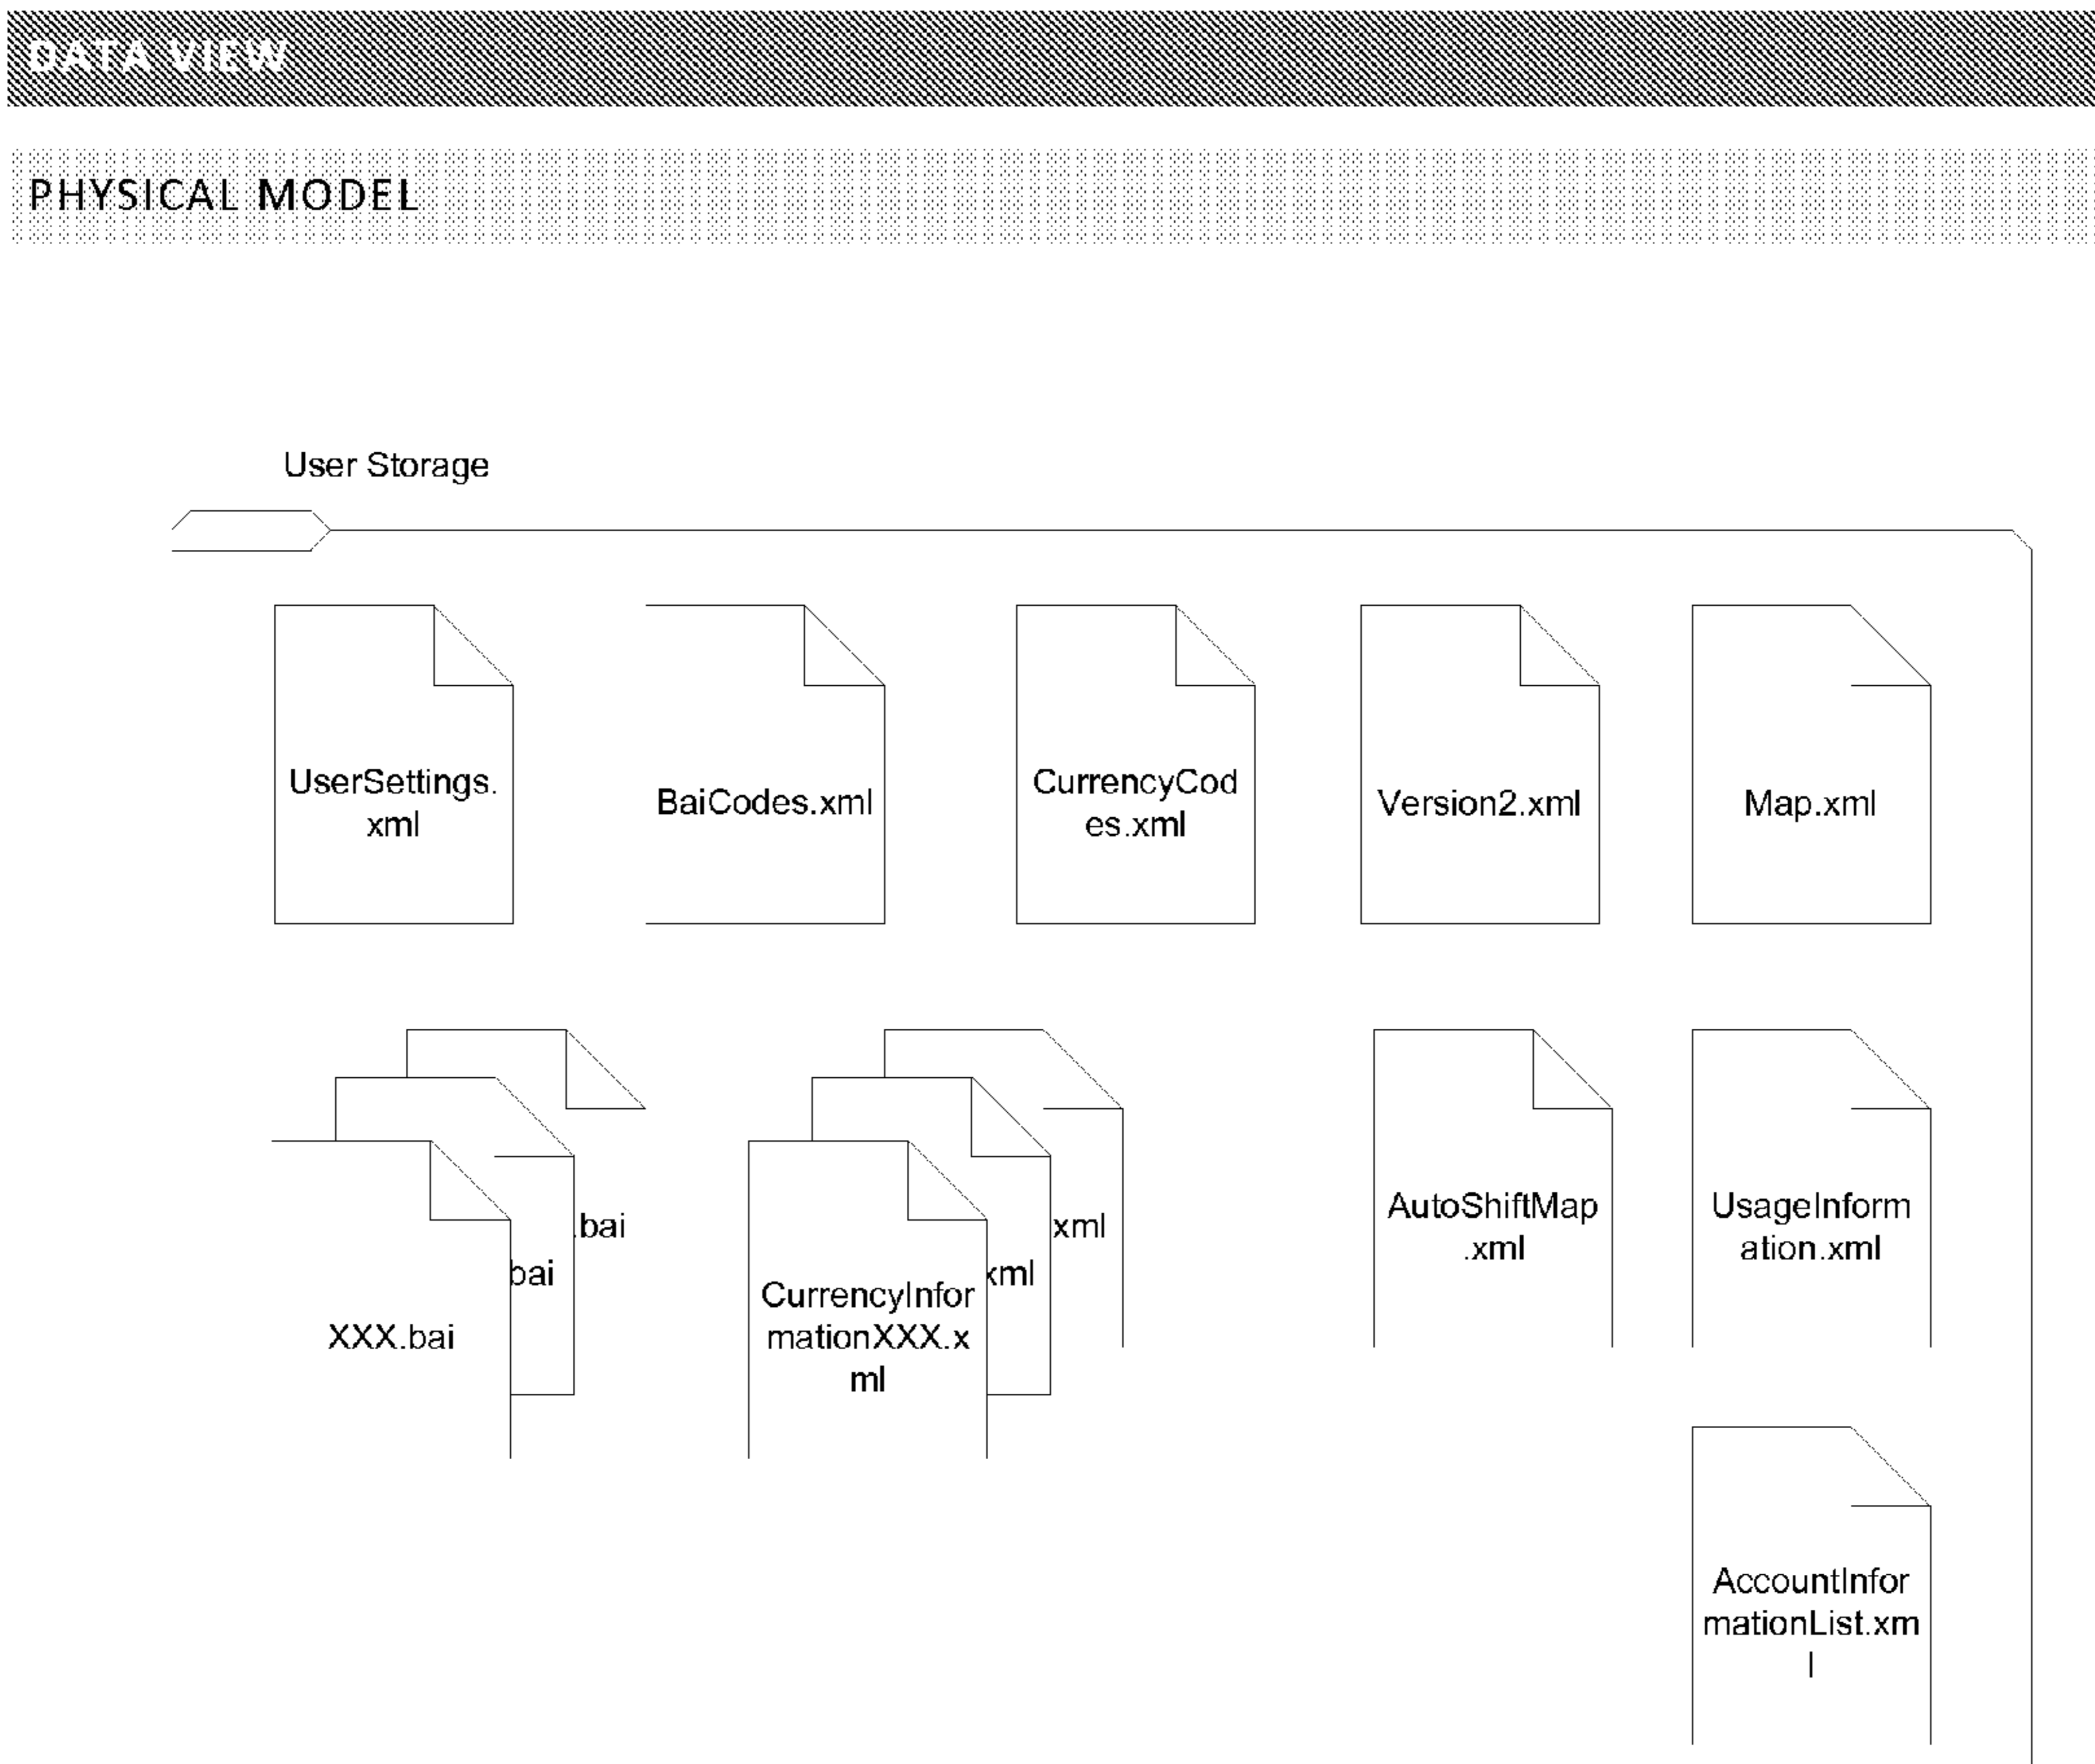 DATA VIEW
PHYSICAL MODEL
User Storage
UserSettings.
xml
BaiCodes.xml
CurrencyCod
es.xml
Version2.xml
Map.xml
.bai
bai
XXX.bai
xml
xml
CurrencyInfor
mationXXX.x
ml
AutoShiftMap
.xml
UsageInform
ation.xml
AccountInfor
mationList.xm
l